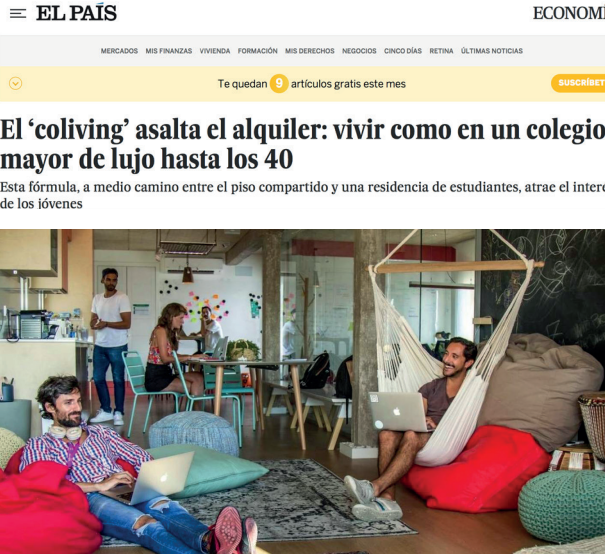 EL PAÍS
ECONOMÍ
MERCADOS MIS FINANZAS VIVIENDA FORMACIÓN MIS DERECHOS NEGOCIOS CINCO DÍAS RETINA ÚLTIMAS NOTICIAS
Te quedan 9 artículos gratis este mes
SUSCRÍBET
El ‘coliving’ asalta el alquiler: vivir como en un colegio
mayor de lujo hasta los 40
Esta fórmula, a medio camino entre el piso compartido y una residencia de estudiantes, atrae el interé
de los jóvenes